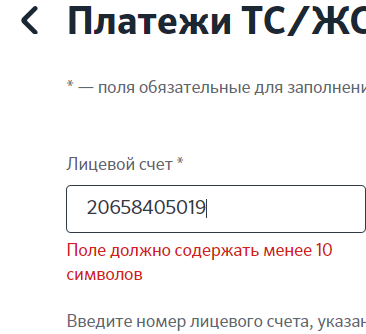 Платежи ТС/ЖС
* — поля обязательные для заполнени
Лицевой счет *
20658405019
Поле должно содержать менее 10
символов
Введите номер лицевого счета, указан